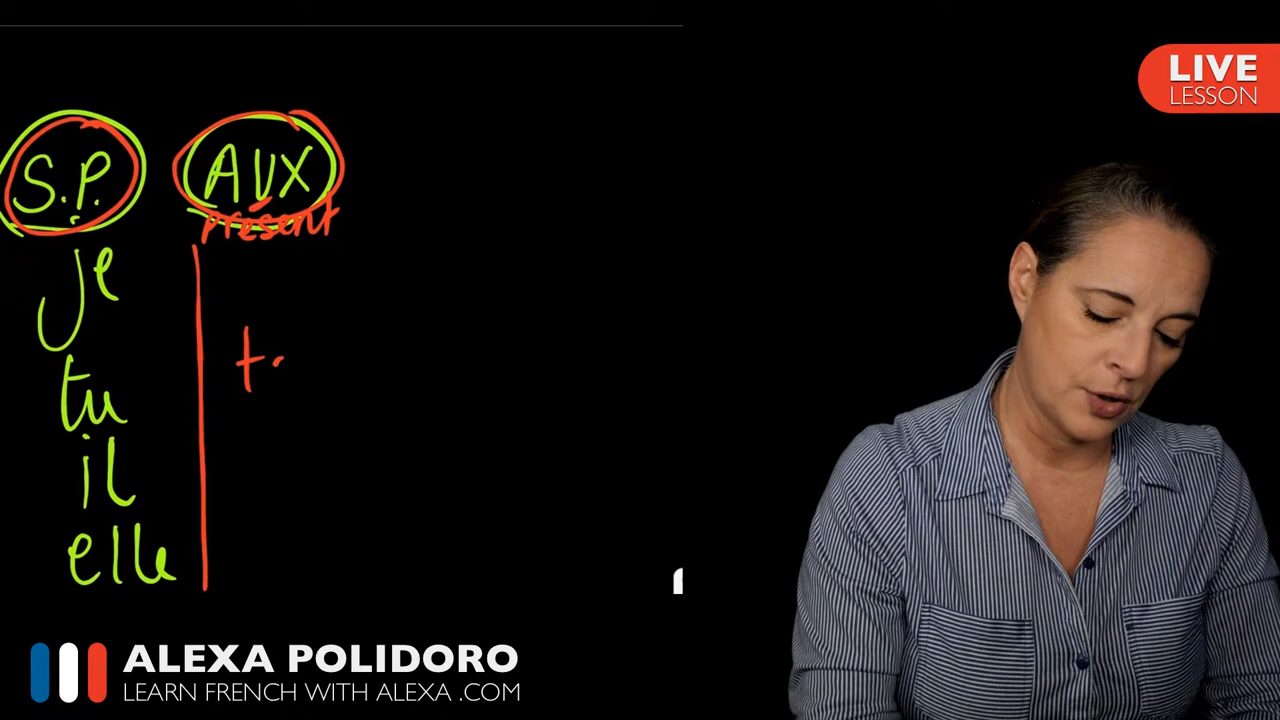 LIVE
LESSON
S.P. AUX
present
je
t.
tu
il
elle
ALEXA POLIDORO
LEARN FRENCH WITH ALEXA .COM